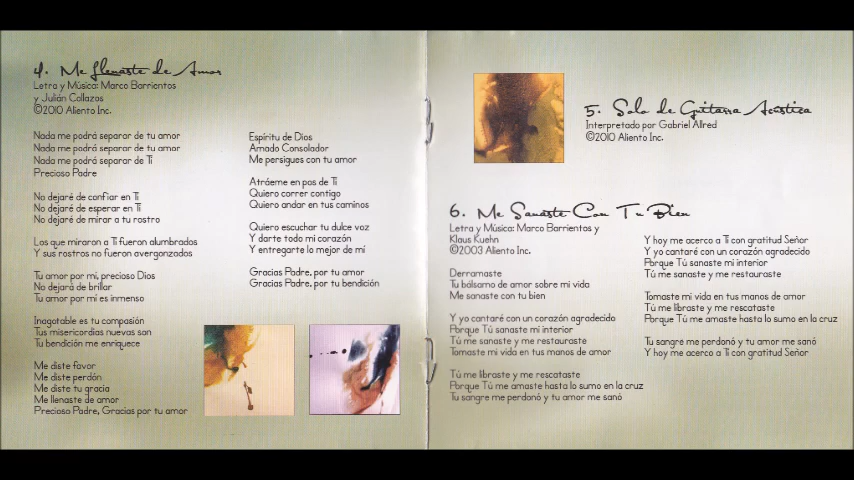 4. Me Llenaste de Amor
Letra y Música: Marco Barrientos
y Julián Collazos
©2010 Aliento Inc.
Nada me podrá separar de tu amor
Nada me podrá separar de tu amor
Nada me podrá separar de Ti
Precioso Padre
No dejaré de confiar en Ti
No dejaré de esperar en Ti
No dejaré de mirar a tu rostro
Los que miraron a Ti fueron alumbrados
Y sus rostros no fueron avergonzados
Tu amor por mi, precioso Dios
No dejará de brillar
Tu amor por mi es inmenso
Inagotable es tu compasión
Tus misericordias nuevas son
Tu bendición me enriquece
Me diste favor
Me diste perdón
Me diste tu gracia
Me llenaste de amor
Precioso Padre, Gracias por tu amor
Espíritu de Dios
Amado Consolador
Me persigues con tu amor
Atráeme en pos de Ti
Quiero correr contigo
Quiero andar en tus caminos
Quiero escuchar tu dulce voz
Y darte todo mi corazón
Y entregarte lo mejor de mí
Gracias Padre, por tu amor
Gracias Padre, por tu bendición
5. Solo de Guitarra Acústica
Interpretado por Gabriel Allred
©2010 Aliento Inc.
6. Me Sanaste Con Tu Bien
Letra y Música: Marco Barrientos y
Klaus Kuehn
©2003 Aliento Inc.
Derramaste
Tu bálsamo de amor sobre mi vida
Me sanaste con tu bien
Y yo cantaré con un corazón agradecido
Porque Tú sanaste mi interior
Tú me sanaste y me restauraste
Tomaste mi vida en tus manos de amor
Tú me libraste y me rescataste
Porque Tú me amaste hasta lo sumo en la cruz
Tu sangre me perdonó y tu amor me sanó
Y hoy me acerco a Ti con gratitud Señor
Y yo cantaré con un corazón agradecido
Porque Tú sanaste mi interior
Tú me sanaste y me restauraste
Tomaste mi vida en tus manos de amor
Tú me libraste y me rescataste
Porque Tú me amaste hasta lo sumo en la cruz
Tu sangre me perdonó y tu amor me sanó
Y hoy me acerco a Ti con gratitud Señor